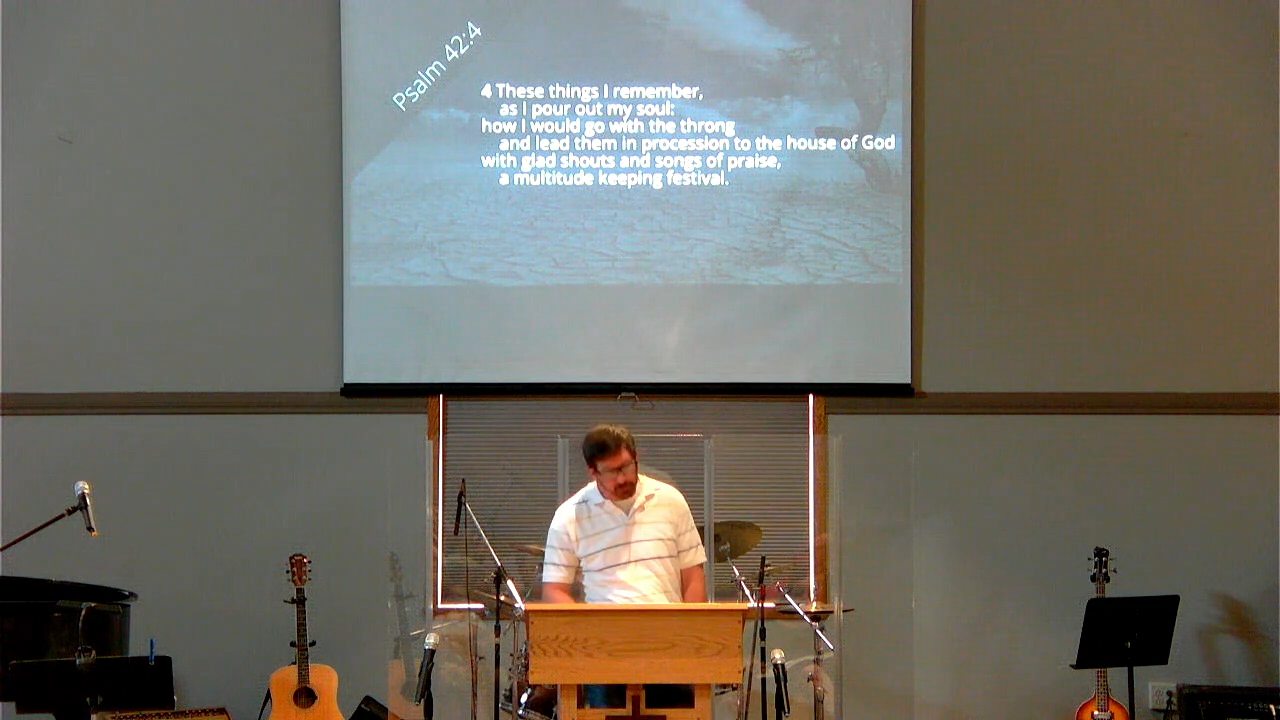 Psalm 42:4
4 These things I remember,
as I pour out my soul:
how I would go with the throng
and lead them in procession to the house of God
with glad shouts and songs of praise,
a multitude keeping festival.